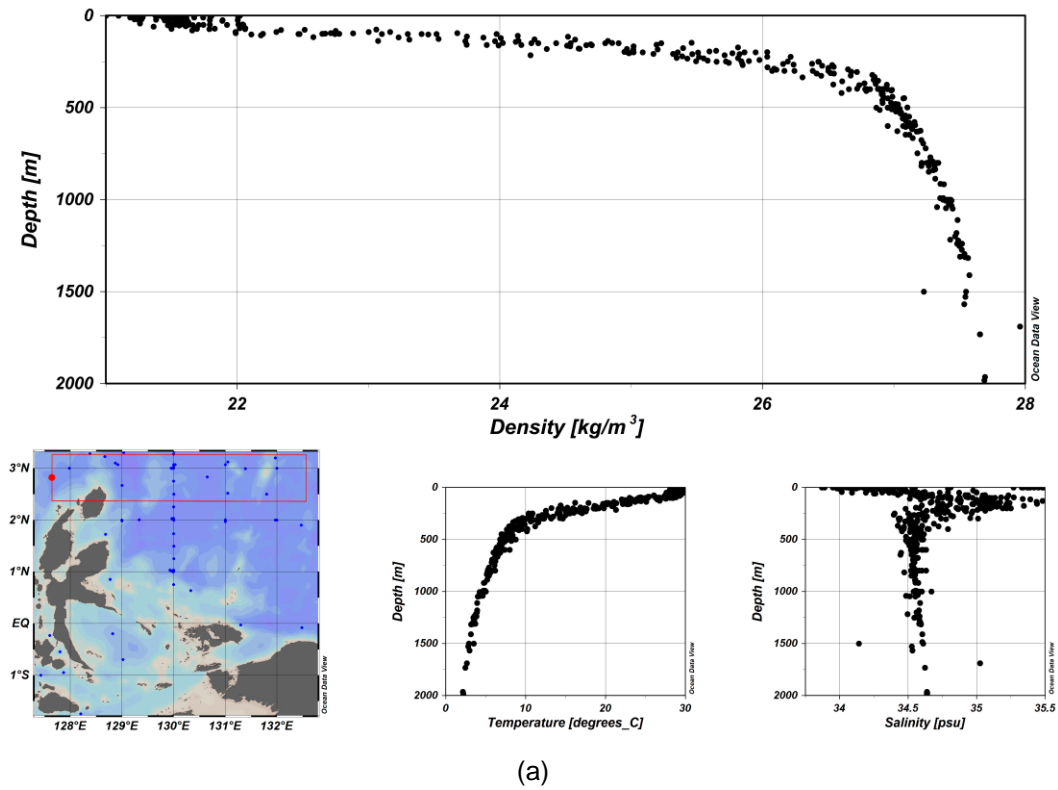 0
500
1000
1500
2000
Depth [m]
22
24
26
28
Density [kg/m³]
Ocean Data View
3°N
2°N
1°N
EQ
1°S
128°E
129°E
130°E
131°E
132°E
Ocean Data View
0
500
1000
1500
2000
Depth [m]
0
10
20
30
Temperature [degrees_C]
Ocean Data View
0
500
1000
1500
2000
Depth [m]
34
34.5
35
35.5
Salinity [psu]
Ocean Data View
(a)